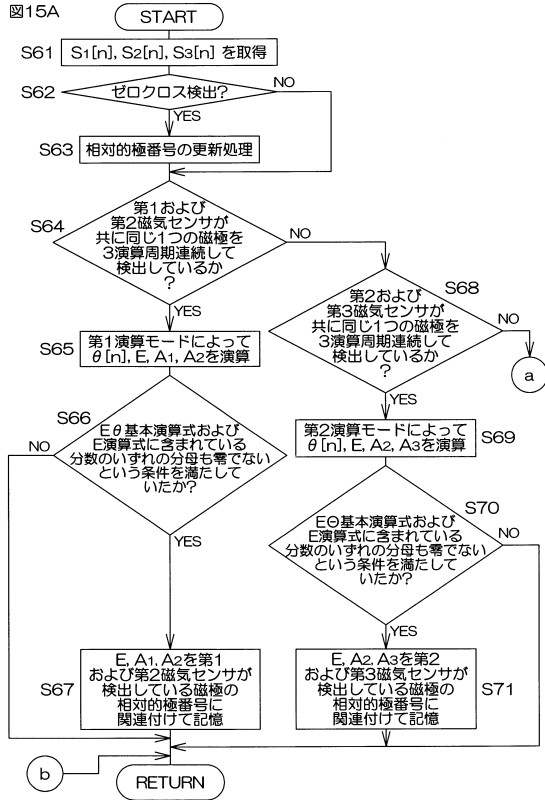 図15A
START
S61
S1[n], S2[n], S3[n] を取得
S62
ゼロクロス検出?
NO
YES
S63
相対的極番号の更新処理
S64
第1および
第2磁気センサが
共に同じ1つの磁極を
3演算周期連続して
検出しているか
?
NO
YES
S65
第1演算モードによって
θ[n], E, A1, A2を演算
S66
Eθ基本演算式および
E演算式に含まれている
分数のいずれの分母も零でない
という条件を満たして
いたか?
NO
YES
S67
E, A1, A2を第1
および第2磁気センサが
検出している磁極の
相対的極番号に
関連付けて記憶
S68
第2および
第3磁気センサが
共に同じ1つの磁極を
3演算周期連続して
検出しているか
?
NO
a
YES
第2演算モードによって
θ[n], E, A2, A3を演算
S69
S70
EΘ基本演算式および
E演算式に含まれている
分数のいずれの分母も零でない
という条件を満たして
いたか?
NO
YES
E, A2, A3を第2
および第3磁気センサが
検出している磁極の
相対的極番号に
関連付けて記憶
S71
b
RETURN